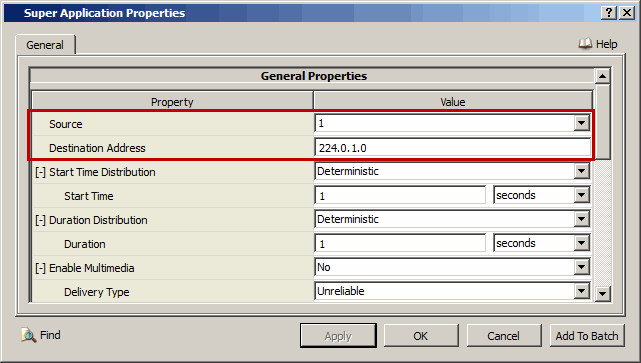 Super Application Properties
General
Help
General Properties
Property Value
Source 1
Destination Address 224.0.1.0
[-] Start Time Distribution Deterministic
Start Time 1 seconds
[-] Duration Distribution Deterministic
Duration 1 seconds
[-] Enable Multimedia No
Delivery Type Unreliable
Find Apply OK Cancel Add To Batch